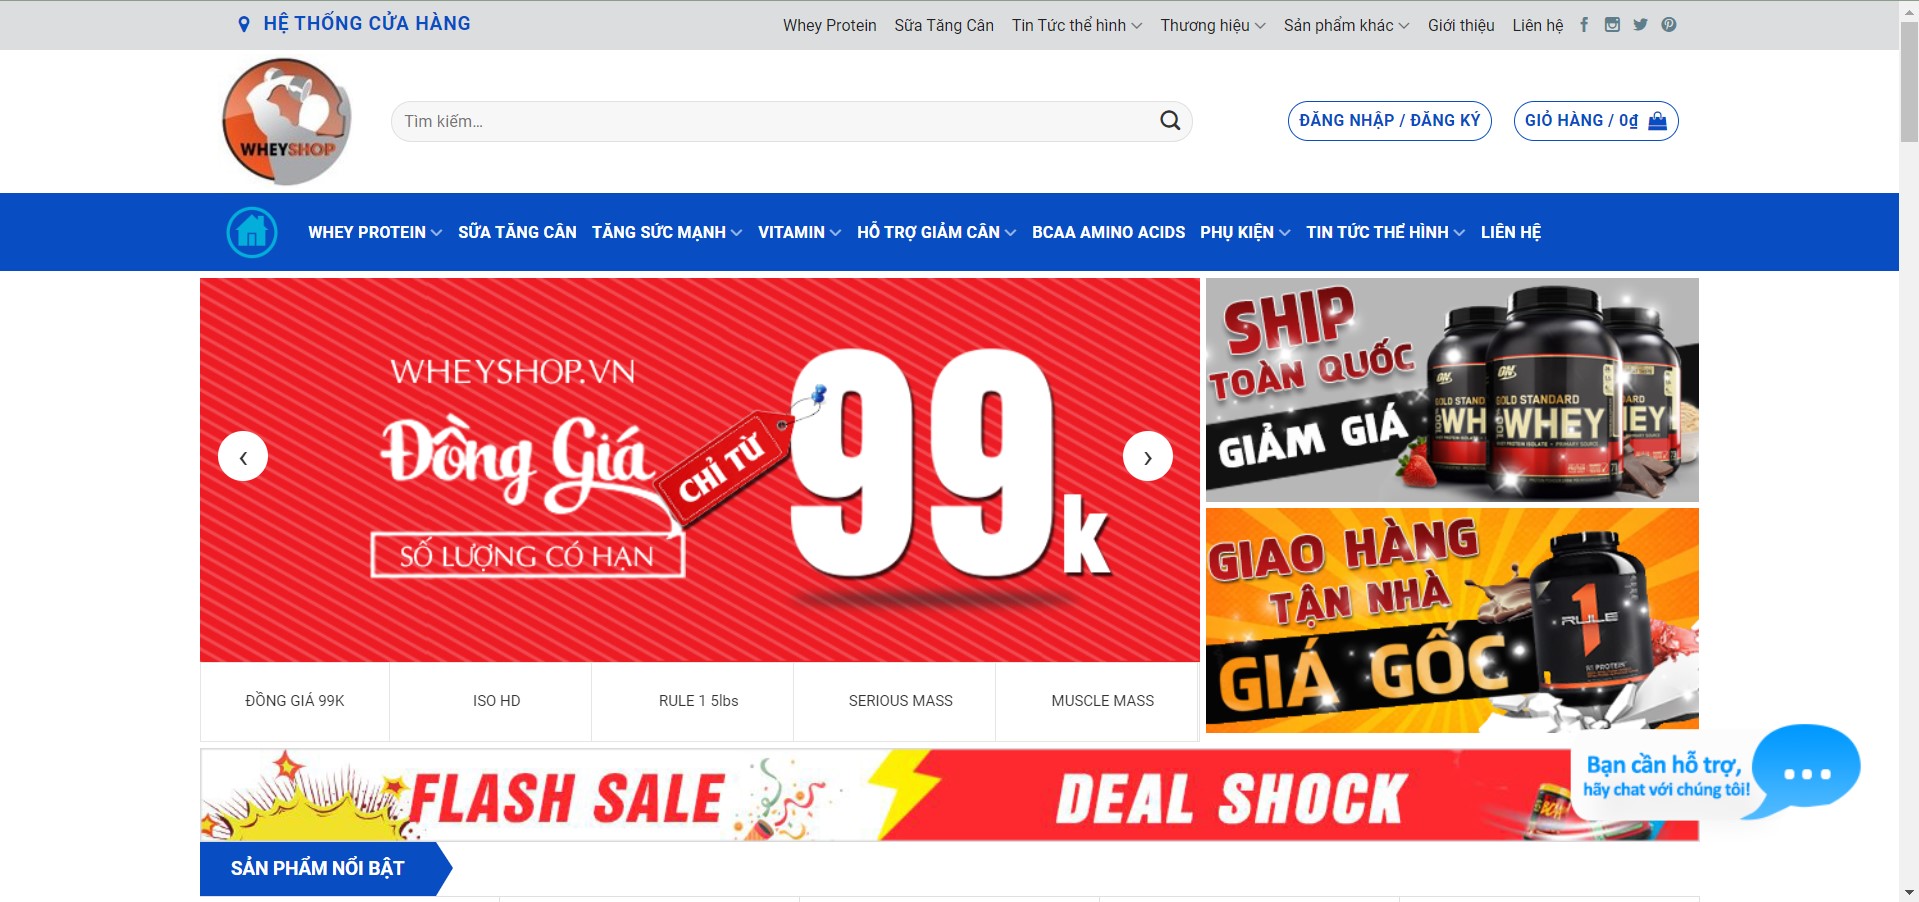 HỆ THỐNG CỬA HÀNG
Whey Protein
Sữa Tăng Cân
Tin Tức thể hình
Thương hiệu
Sản phẩm khác
Giới thiệu
Liên hệ
WHEYSHOP
Tìm kiếm...
ĐĂNG NHẬP / ĐĂNG KÝ
GIỎ HÀNG / 0₫
WHEY PROTEIN
SỮA TĂNG CÂN
TĂNG SỨC MẠNH
VITAMIN
HỖ TRỢ GIẢM CÂN
BCAA AMINO ACIDS
PHỤ KIỆN
TIN TỨC THỂ HÌNH
LIÊN HỆ
WHEYSHOP.VN
Đồng Giá
CHỈ TỪ
99k
SỐ LƯỢNG CÓ HẠN
SHIP
TOÀN QUỐC
GIẢM GIÁ
ON
GOLD STANDARD
100% WHEY
GIAO HÀNG
TẬN NHÀ
GIÁ GỐC
RULE 1
R1 PROTEIN
ĐỒNG GIÁ 99K
ISO HD
RULE 1 5lbs
SERIOUS MASS
MUSCLE MASS
FLASH SALE
DEAL SHOCK
Bạn cần hỗ trợ,
hãy chat với chúng tôi!
SẢN PHẨM NỔI BẬT